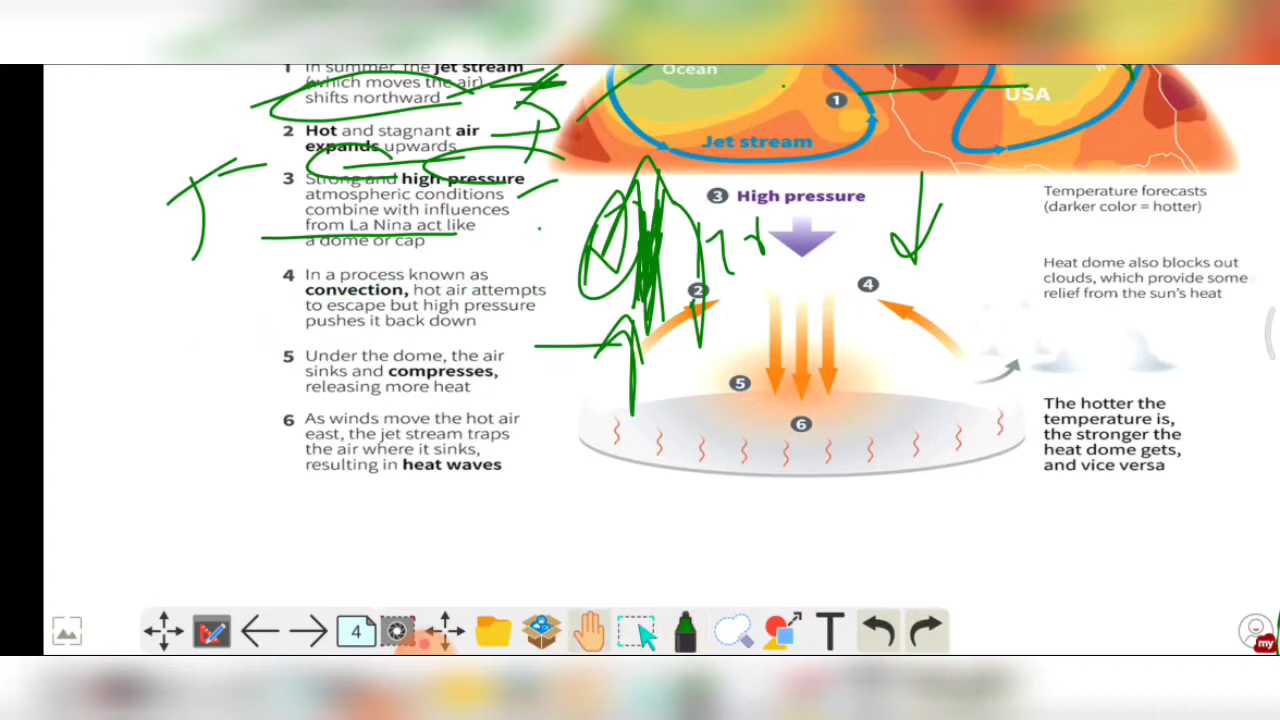 1 In summer, the jet stream
(which moves the air)
shifts northward
2 Hot and stagnant air
expands upwards
3 Strong and high-pressure
atmospheric conditions
combine with influences
from La Nina act like
a dome or cap
4 In a process known as
convection, hot air attempts
to escape but high pressure
pushes it back down
5 Under the dome, the air
sinks and compresses,
releasing more heat
6 As winds move the hot air
east, the jet stream traps
the air where it sinks,
resulting in heat waves
Ocean
1
USA
Jet stream
3 High pressure
2
4
5
6
Temperature forecasts
(darker color = hotter)
Heat dome also blocks out
clouds, which provide some
relief from the sun's heat
The hotter the
temperature is,
the stronger the
heat dome gets,
and vice versa
4
T
my